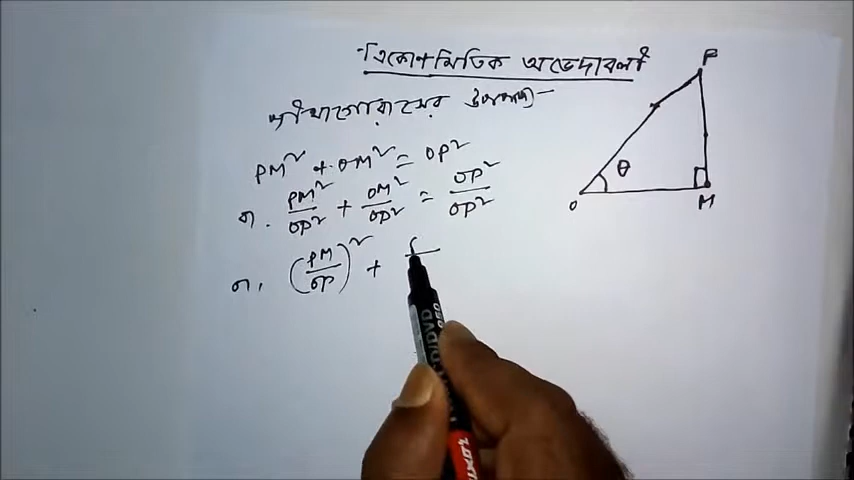 ত্রিকোণমিতিক অভেদাবলী
পীথাগোরাসের উপপাদ্য -
PM² + OM² = OP²
বা, PM²/OP² + OM²/OP² = OP²/OP²
বা, (PM/OP)² +
P
θ
O
M